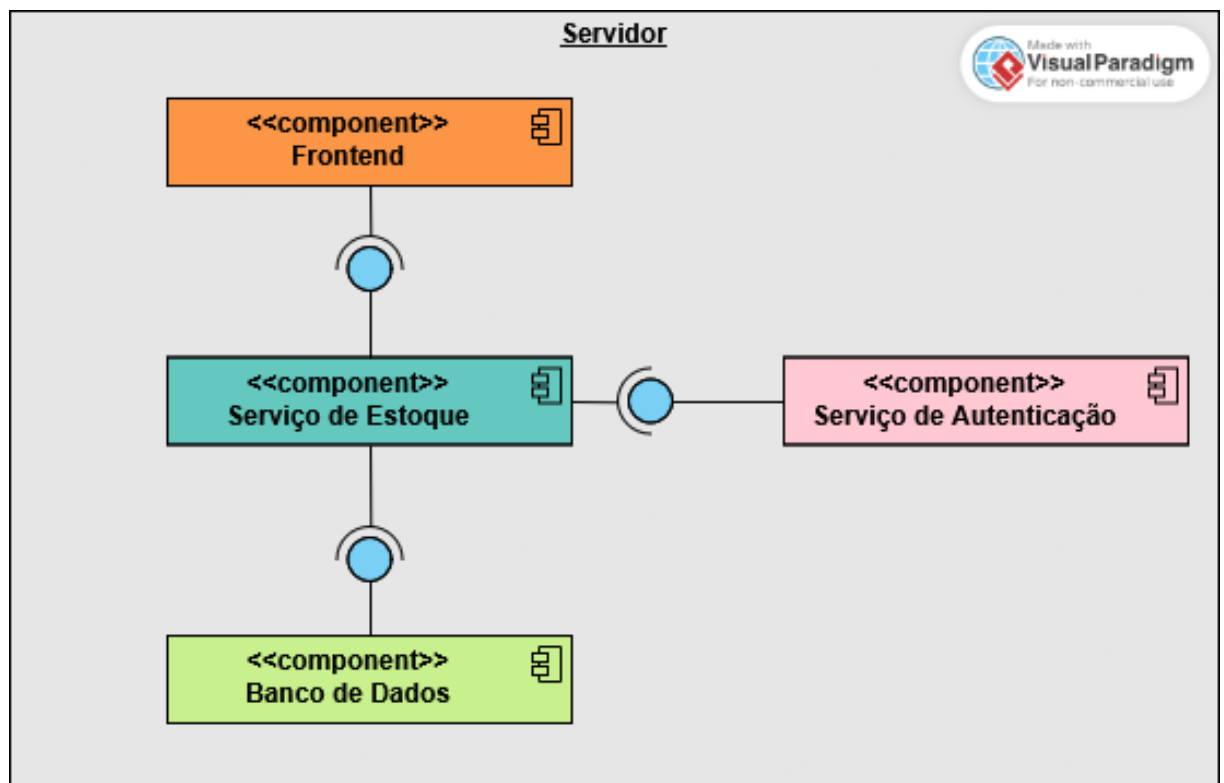 Servidor
Made with
Visual Paradigm
For non-commercial use
<<component>>
Frontend
<<component>>
Serviço de Estoque
<<component>>
Serviço de Autenticação
<<component>>
Banco de Dados